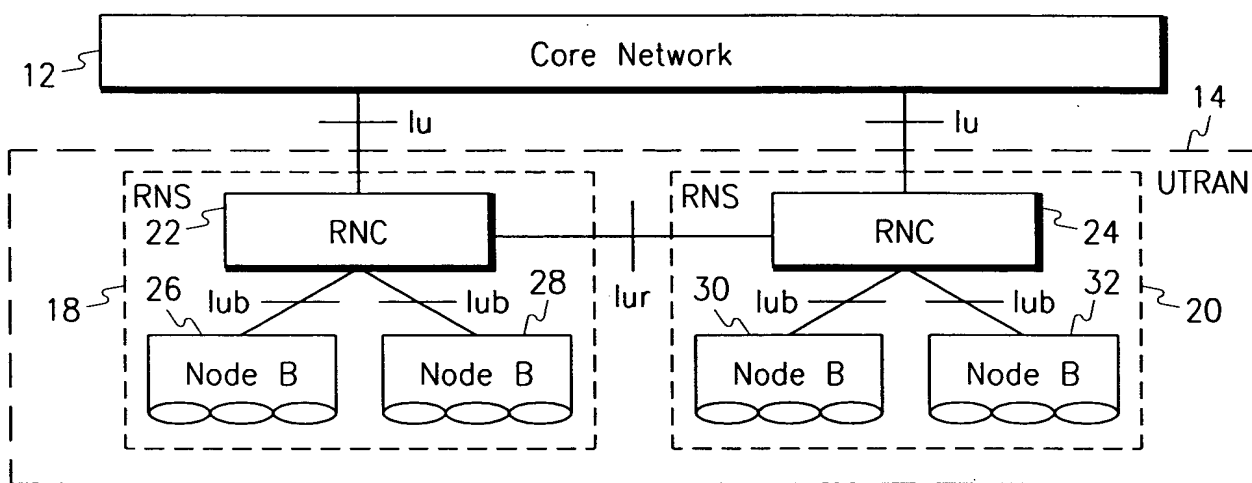 12
Core Network
Iu
Iu
14
UTRAN
RNS
22
RNC
RNS
RNC
24
Iur
18
26
Iub
Iub
28
30
Iub
Iub
32
20
Node B
Node B
Node B
Node B